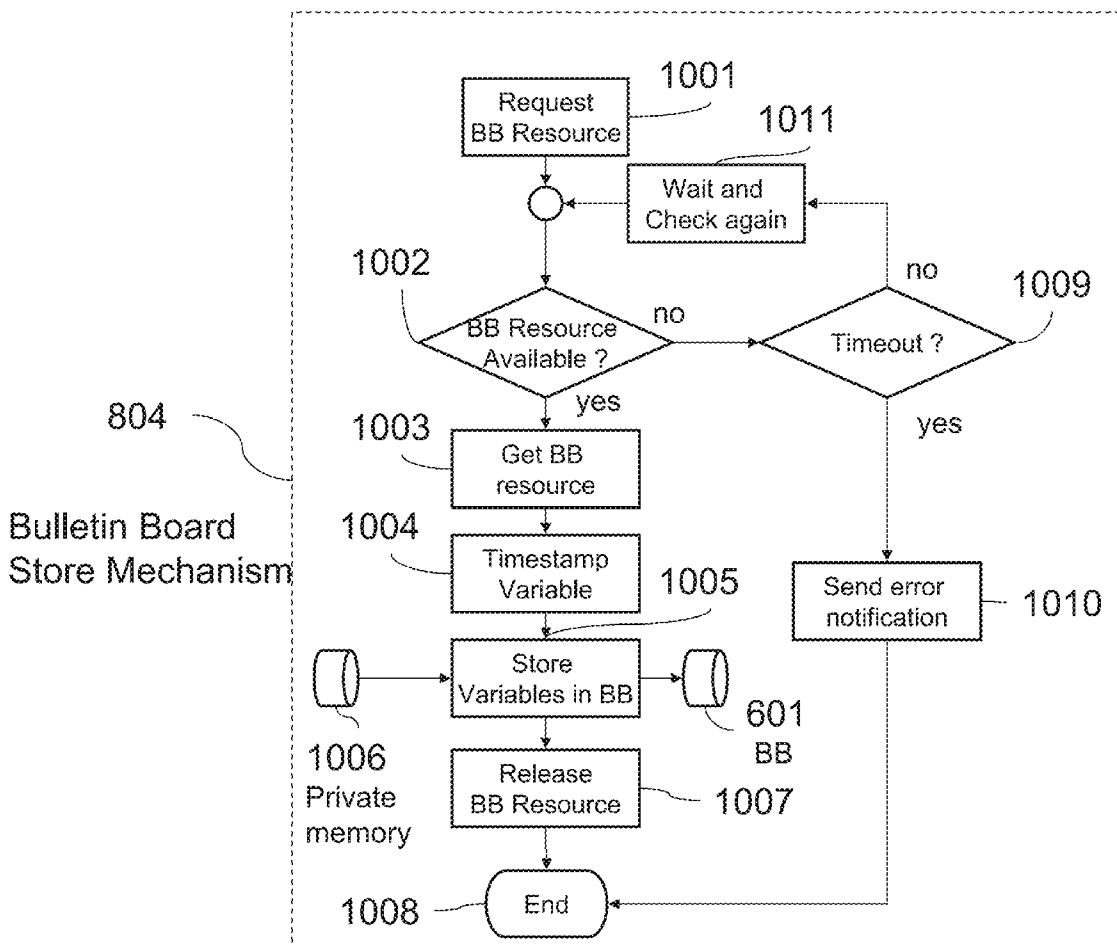 1001
Request
BB Resource
1011
Wait and
Check again
1002
no
1009
BB Resource
Available ?
no
Timeout ?
yes
yes
804
1003
Get BB
resource
Bulletin Board
Store Mechanism
1004
Timestamp
Variable
1005
Send error
notification
1010
Store
Variables in BB
1006
Private
memory
601
BB
Release
BB Resource
1007
1008
End